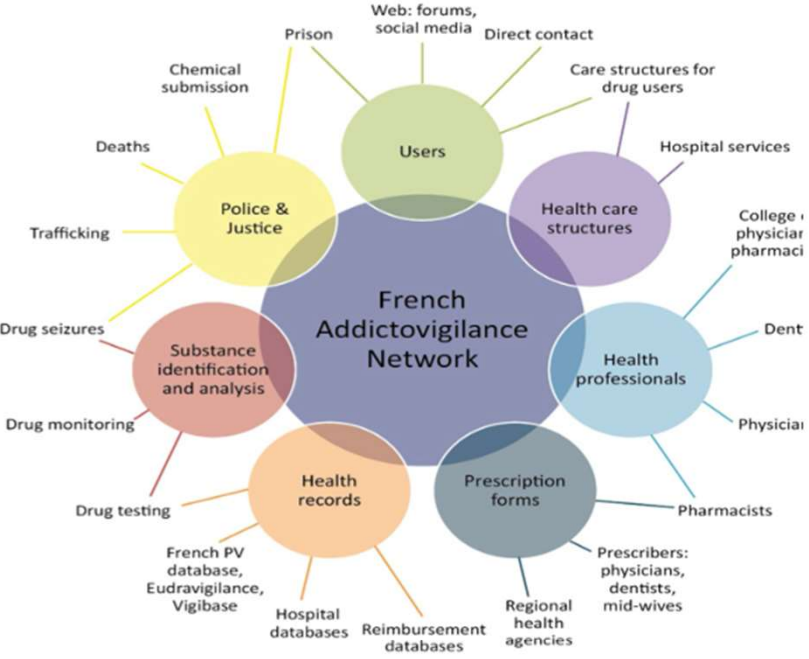 Web: forums,
social media
Prison
Direct contact
Chemical
submission
Care structures for
drug users
Deaths
Users
Hospital services
Police &
Justice
Health care
structures
Trafficking
College
French
Addictovigilance
Network
Drug seizures
Substance
identification
and analysis
Health
professionals
Drug monitoring
Health
records
Prescription
forms
Drug testing
Pharmacists
French PV
database,
Eudravigilance,
Vigibase
Prescribers:
physicians,
dentists,
mid-wives
Hospital
databases
Reimbursement
databases
Regional
health
agencies